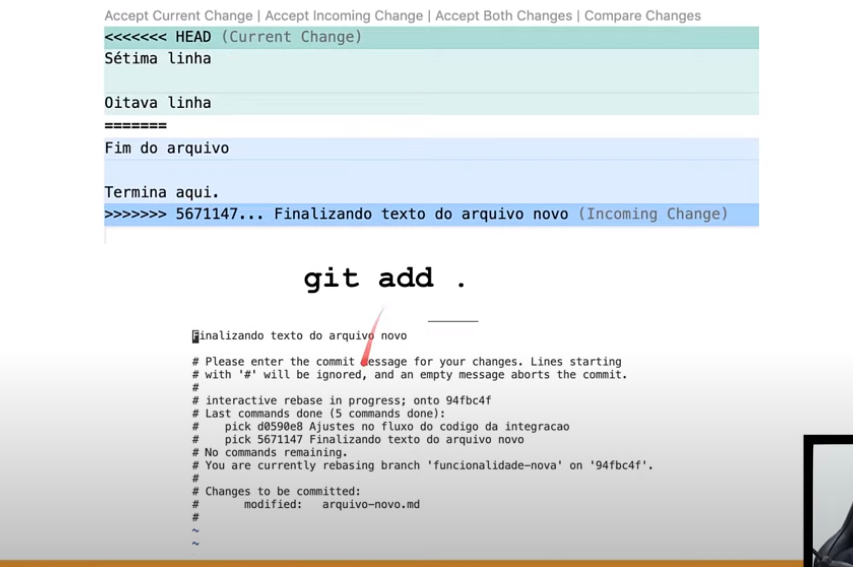 Accept Current Change | Accept Incoming Change | Accept Both Changes | Compare Changes
<<<<<<< HEAD (Current Change)
Sétima linha
Oitava linha
=======
Fim do arquivo
Termina aqui.
>>>>>>> 5671147... Finalizando texto do arquivo novo (Incoming Change)
git add .
Finalizando texto do arquivo novo
# Please enter the commit message for your changes. Lines starting
# with '#' will be ignored, and an empty message aborts the commit.
#
# interactive rebase in progress; onto 94fbc4f
# Last commands done (5 commands done):
#    pick d0590e8 Ajustes no fluxo do codigo da integracao
#    pick 5671147 Finalizando texto do arquivo novo
# No commands remaining.
# You are currently rebasing branch 'funcionalidade-nova' on '94fbc4f'.
#
# Changes to be committed:
#       modified:   arquivo-novo.md
#
~
~